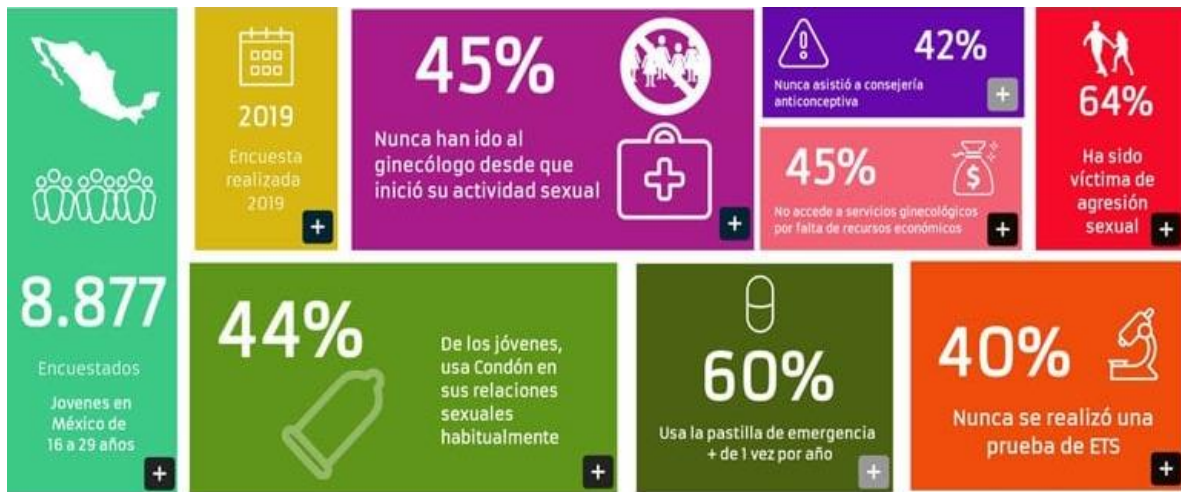 8.877
Encuestados
Jovenes en
México de
16 a 29 años
+
2019
Encuesta
realizada
2019
+
45%
Nunca han ido al
ginecólogo desde que
inició su actividad sexual
+
42%
Nunca asistió a consejería
anticonceptiva
+
45%
$
No accede a servicios ginecológicos
por falta de recursos económicos
+
64%
Ha sido
víctima de
agresión
sexual
+
44%
De los jóvenes,
usa Condón en
sus relaciones
sexuales
habitualmente
+
60%
Usa la pastilla de emergencia
+ de 1 vez por año
+
40%
Nunca se realizó una
prueba de ETS
+